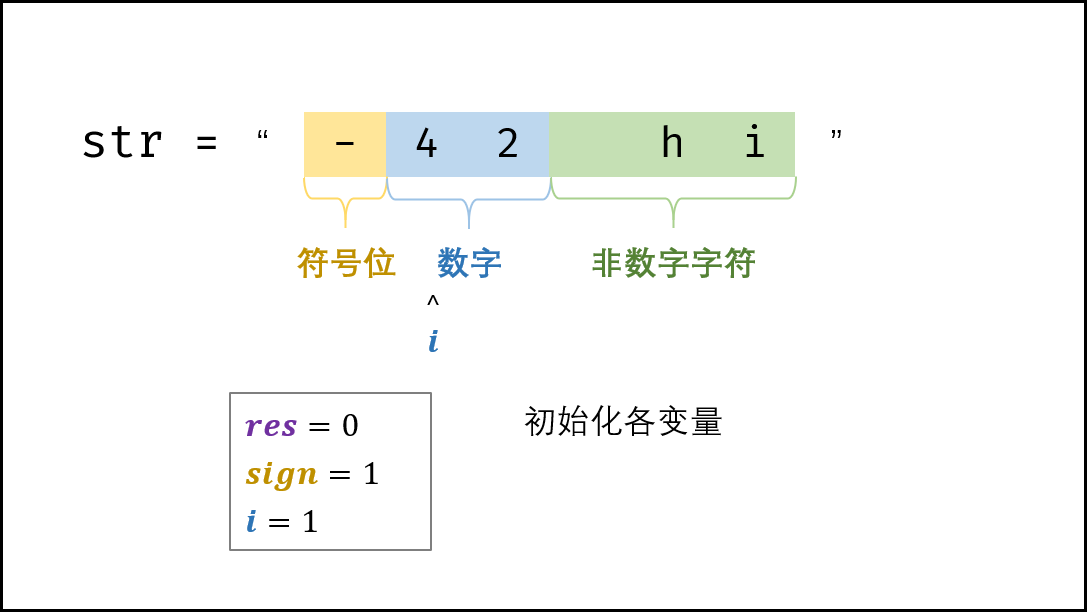 str = “ - 4 2 h i ”
符号位 数字 非数字字符
^
i
res = 0
sign = 1
i = 1
初始化各变量